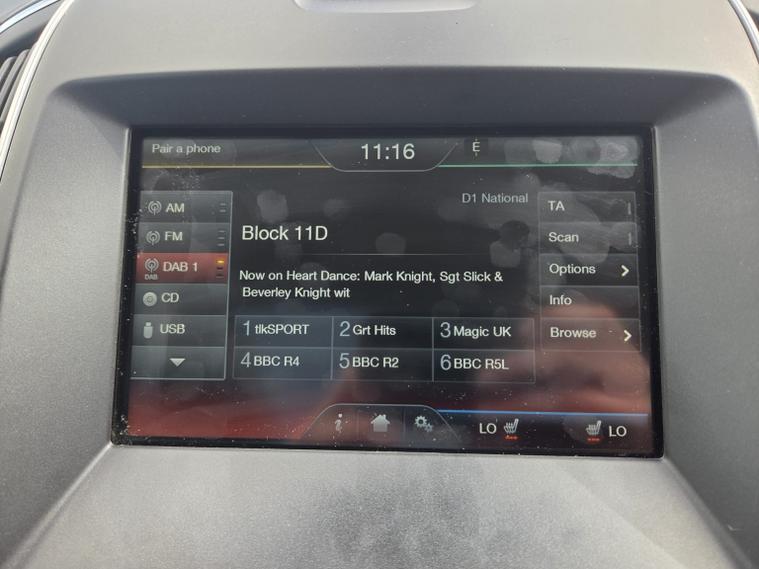 Pair a phone
11:16
E
D1 National
AM
FM
DAB 1
DAB
CD
USB
Block 11D
Now on Heart Dance: Mark Knight, Sgt Slick &
Beverley Knight wit
1 tlkSPORT 2 Grt Hits 3 Magic UK
4 BBC R4 5 BBC R2 6 BBC R5L
TA
Scan
Options
Info
Browse
i
LO
LO